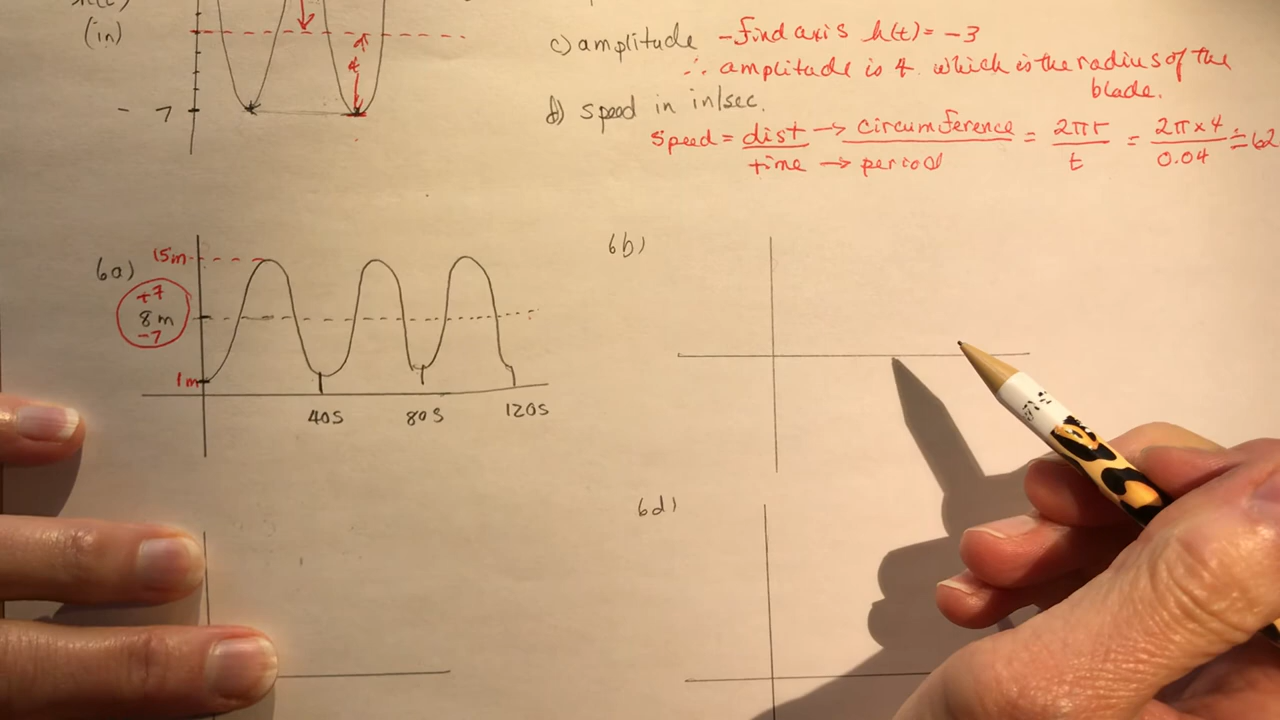 (in)
- 7
c) amplitude - find axis h(t) = -3
∴ amplitude is 4. which is the radius of the
blade.
d) speed in in/sec.
speed = dist → circumference = 2πr = 2π x 4 ≐ 62
time → period t 0.04
6a) 15m
+7
8m
-7
1m
40s 80s 120s
6b)
6d)